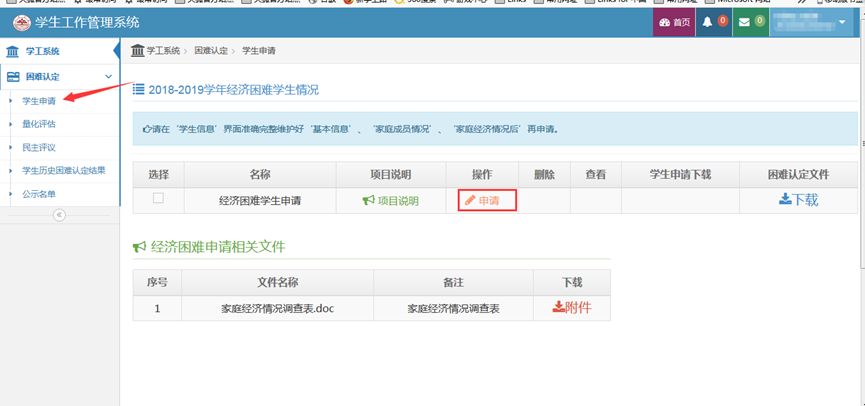 学生工作管理系统
首页
0
0
学工系统
困难认定
学生申请
量化评估
民主评议
学生历史困难认定结果
公示名单
学工系统 > 困难认定 > 学生申请
2018-2019学年经济困难学生情况
请在‘学生信息’界面准确完整维护好‘基本信息’、‘家庭成员情况’、‘家庭经济情况后’再申请。
选择 名称 项目说明 操作 删除 查看 学生申请下载 困难认定文件
经济困难学生申请 项目说明 申请 下载
经济困难申请相关文件
序号 文件名称 备注 下载
1 家庭经济情况调查表.doc 家庭经济情况调查表 附件